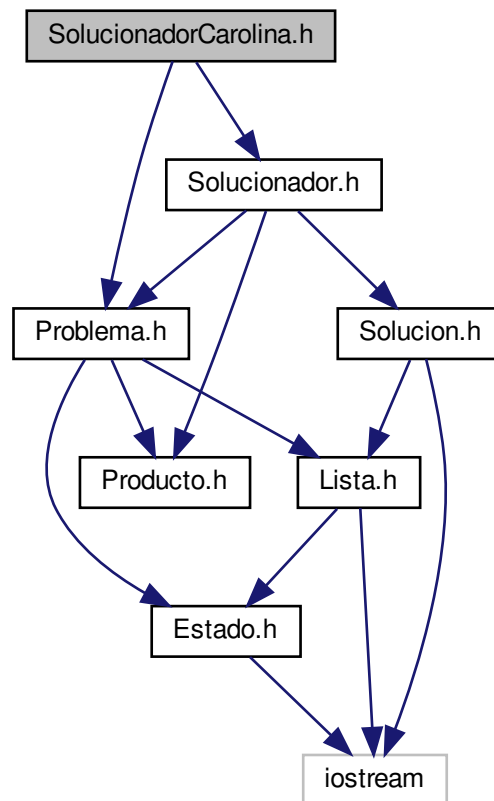 SolucionadorCarolina.h
Solucionador.h
Problema.h
Solucion.h
Producto.h
Lista.h
Estado.h
iostream